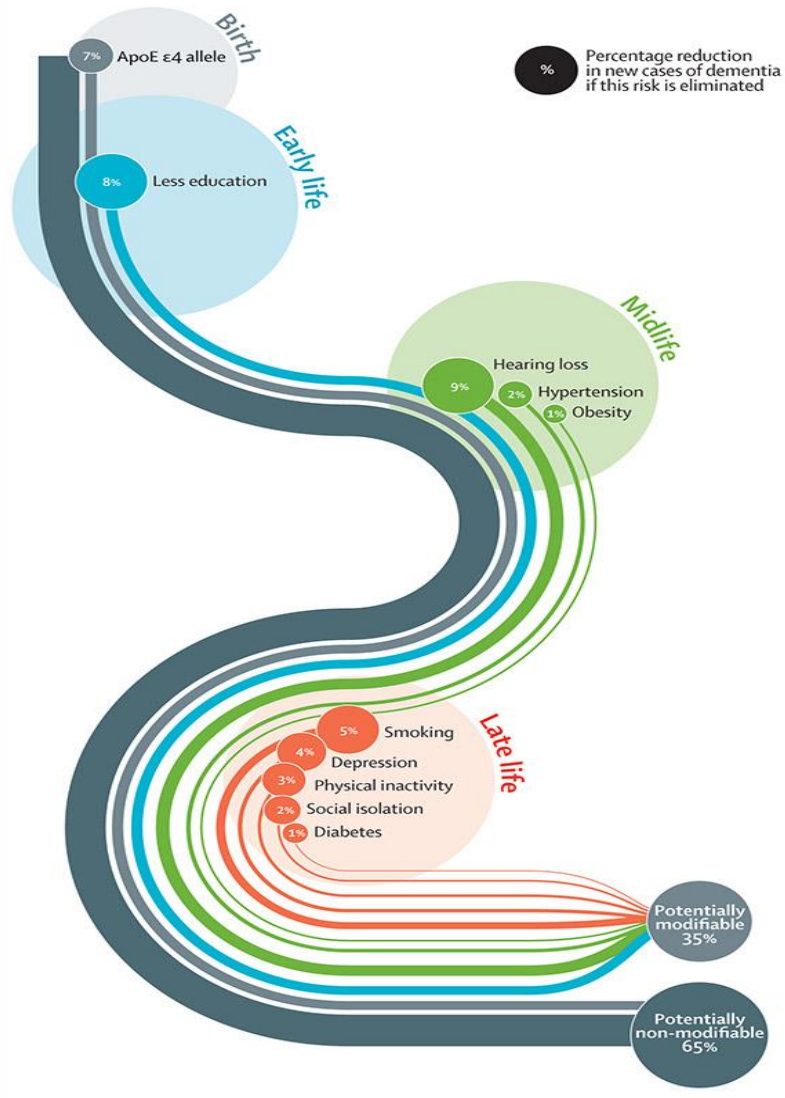 Birth
7%
ApoE ε4 allele
%
Percentage reduction
in new cases of dementia
if this risk is eliminated
Early life
8%
Less education
Midlife
Hearing loss
9%
2%
Hypertension
1%
Obesity
Late life
5%
Smoking
4%
Depression
3%
Physical inactivity
2%
Social isolation
1%
Diabetes
Potentially
modifiable
35%
Potentially
non-modifiable
65%